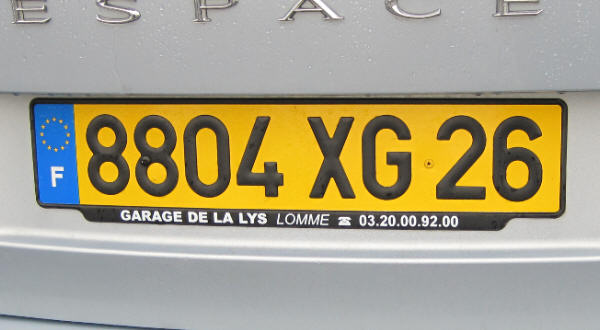 ESPACE
F
8804 XG 26
GARAGE DE LA LYS LOMME ☎ 03.20.00.92.00